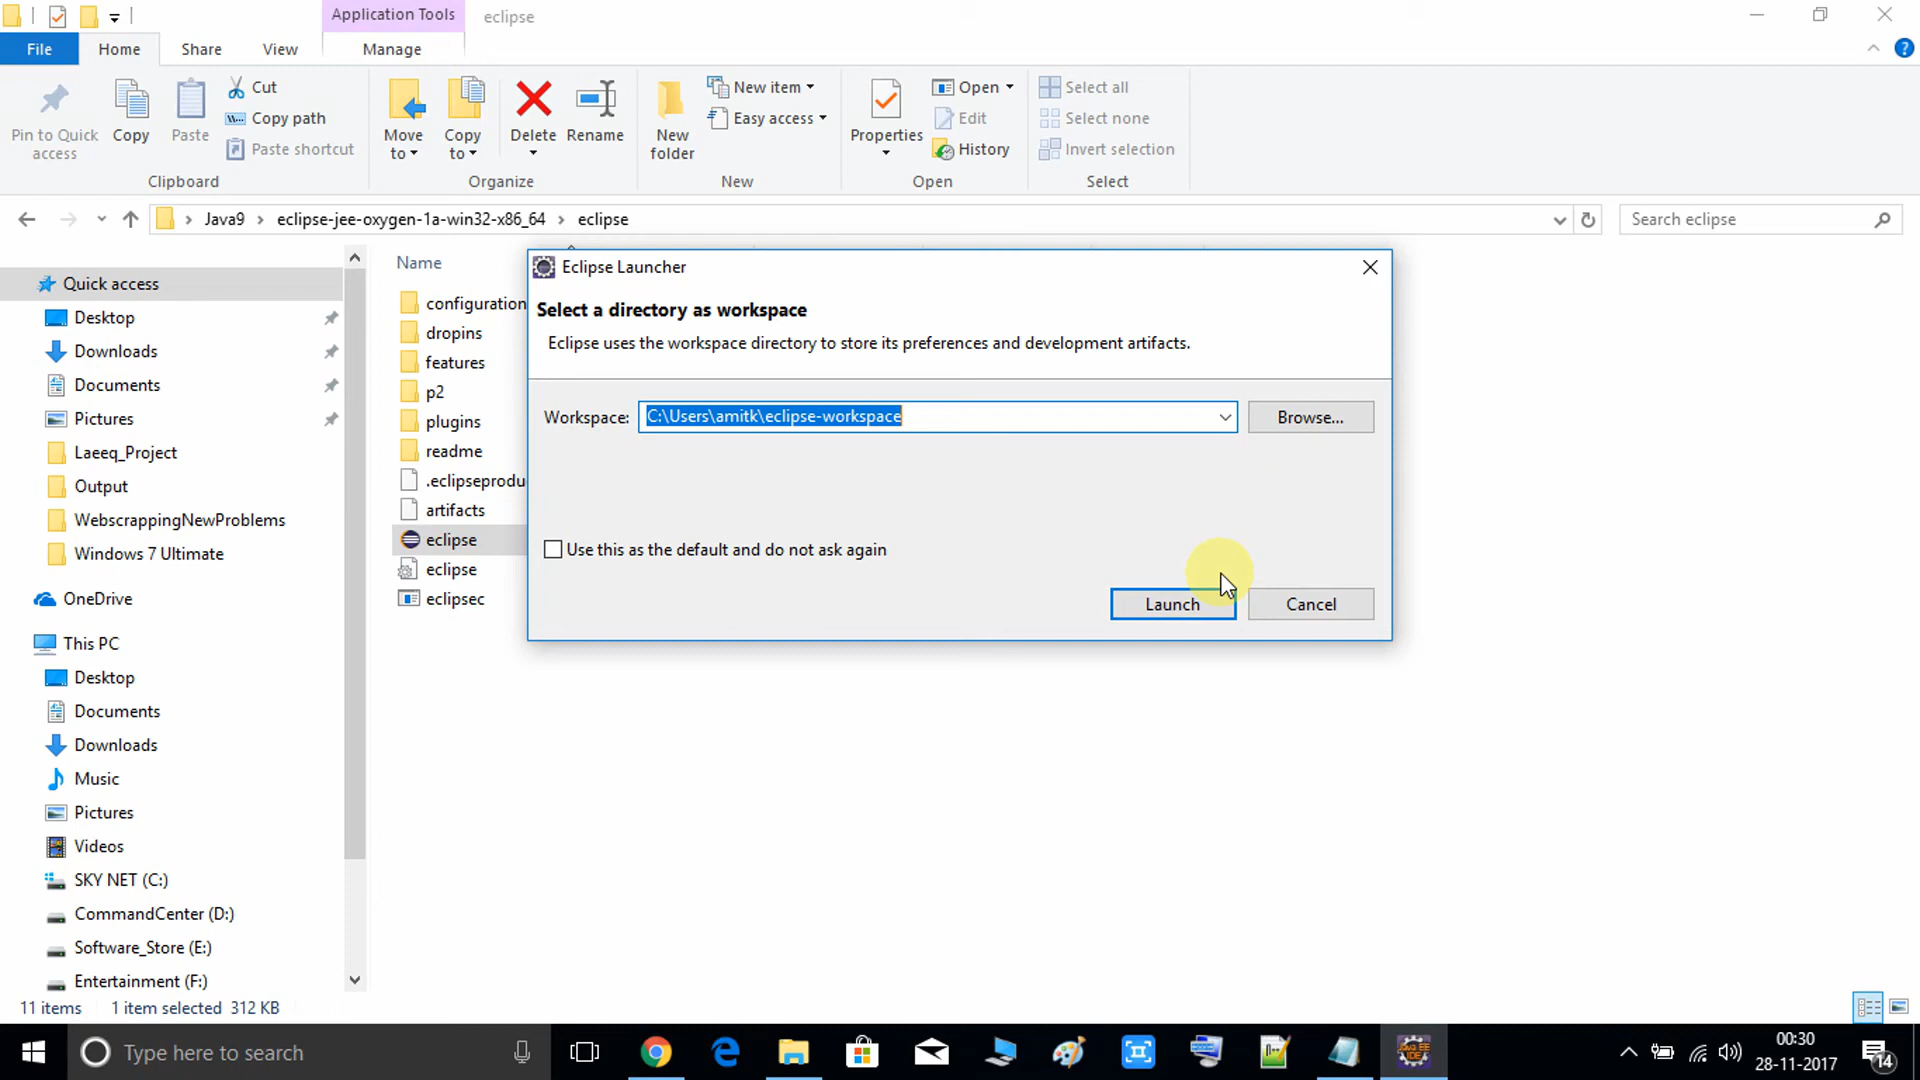 Application Tools
eclipse
File
Home
Share
View
Manage
Pin to Quick
access
Copy
Paste
Cut
Copy path
Paste shortcut
Clipboard
Move
to
Copy
to
Delete
Rename
Organize
New
folder
New item
Easy access
New
Properties
Open
Edit
History
Open
Select all
Select none
Invert selection
Select
Java9
eclipse-jee-oxygen-1a-win32-x86_64
eclipse
Search eclipse
Quick access
Desktop
Downloads
Documents
Pictures
Laeeq_Project
Output
WebscrappingNewProblems
Windows 7 Ultimate
OneDrive
This PC
Desktop
Documents
Downloads
Music
Pictures
Videos
SKY NET (C:)
CommandCenter (D:)
Software_Store (E:)
Entertainment (F:)
Name
configuration
dropins
features
p2
plugins
readme
.eclipseprodu
artifacts
eclipse
eclipse
eclipsec
Eclipse Launcher
Select a directory as workspace
Eclipse uses the workspace directory to store its preferences and development artifacts.
Workspace:
C:\Users\amitk\eclipse-workspace
Browse...
Use this as the default and do not ask again
Launch
Cancel
11 items
1 item selected 312 KB
Type here to search
Java EE
IDE
00:30
28-11-2017
14